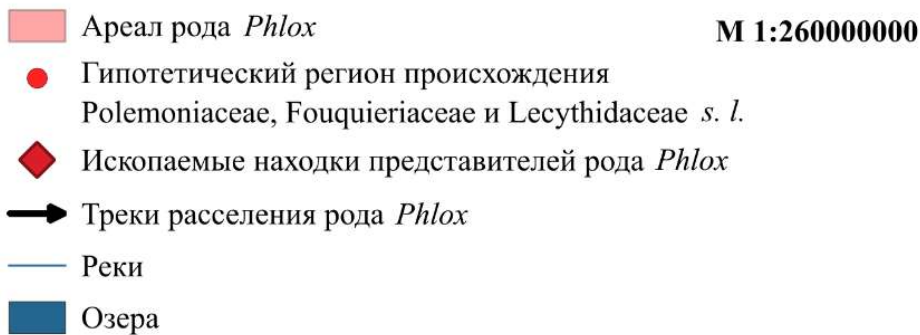 Ареал рода Phlox
М 1:260000000
Гипотетический регион происхождения
Polemoniaceae, Fouquieriaceae и Lecythidaceae s. l.
Ископаемые находки представителей рода Phlox
Треки расселения рода Phlox
Реки
Озера